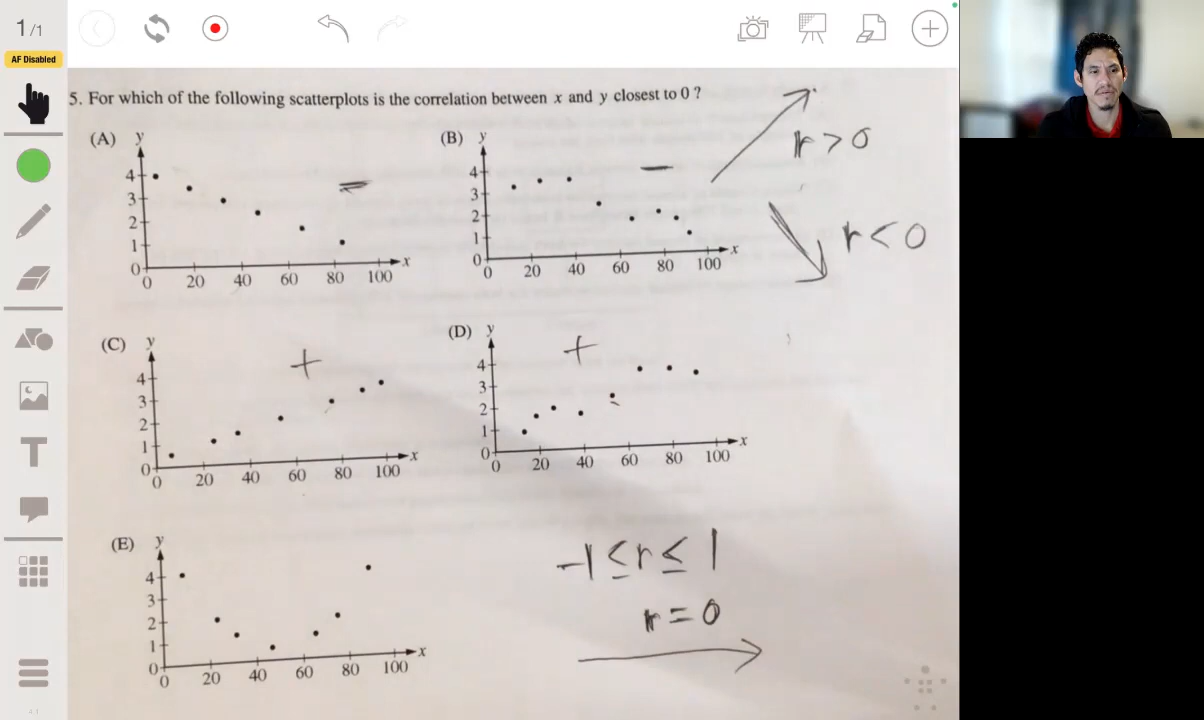 1/1
AF Disabled
5. For which of the following scatterplots is the correlation between x and y closest to 0 ?
r > 0
(A) y
4
3
2
1
0
0 20 40 60 80 100 x
=
(B) y
4
3
2
1
0
0 20 40 60 80 100 x
−
r < 0
(C) y
4
3
2
1
0
0 20 40 60 80 100 x
+
(D) y
4
3
2
1
0
0 20 40 60 80 100 x
+
(E) y
4
3
2
1
0
0 20 40 60 80 100 x
-1 ≤ r ≤ 1
r = 0
T